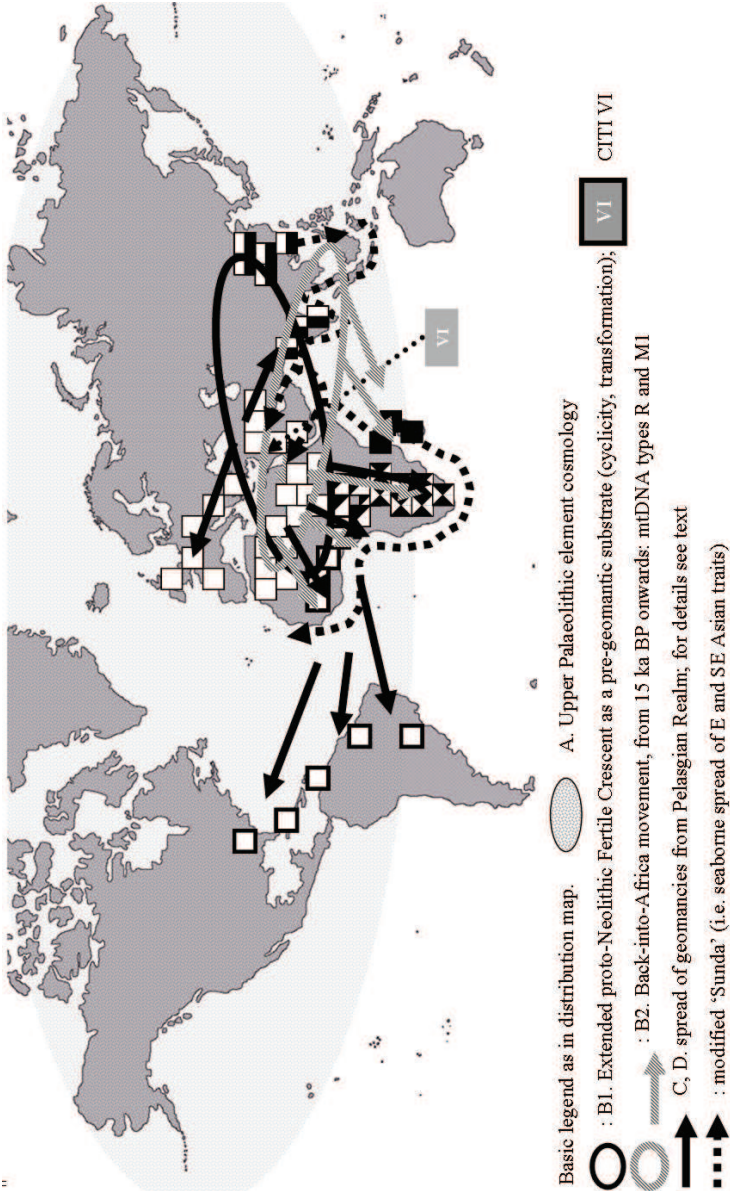 VI
Basic legend as in distribution map. A. Upper Palaeolithic element cosmology
: B1. Extended proto-Neolithic Fertile Crescent as a pre-geomantic substrate (cyclicity, transformation); VI CITI VI
: B2. Back-into-Africa movement, from 15 ka BP onwards: mtDNA types R and M1
C, D. spread of geomancies from Pelasgian Realm; for details see text
: modified ‘Sunda’ (i.e. seaborne spread of E and SE Asian traits)